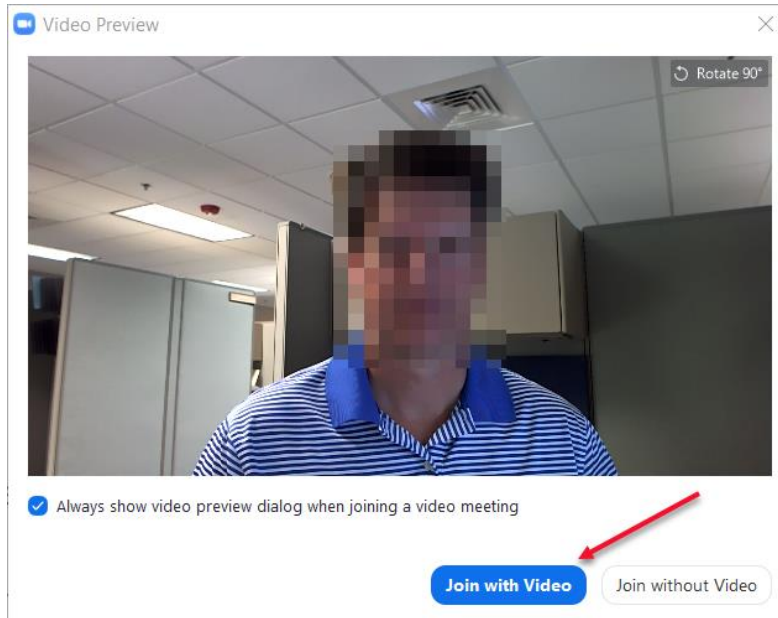 Video Preview
Rotate 90°
Always show video preview dialog when joining a video meeting
Join with Video
Join without Video